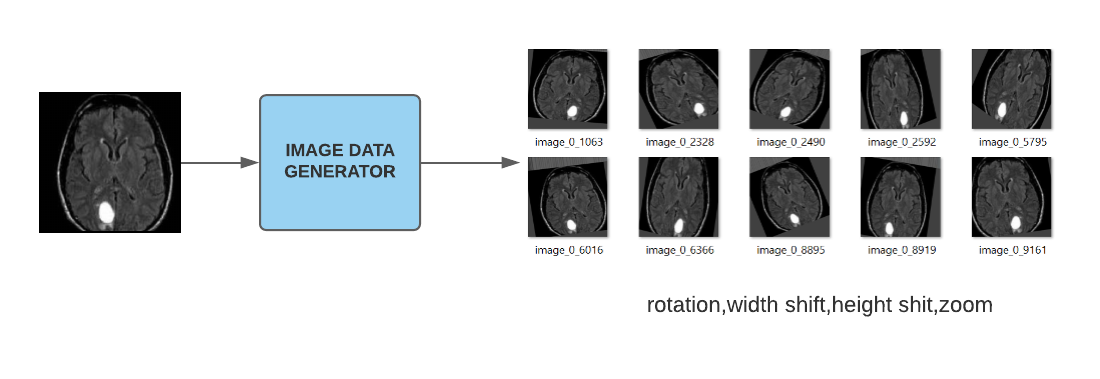 IMAGE DATA
GENERATOR
image_0_1063 image_0_2328 image_0_2490 image_0_2592 image_0_5795
image_0_6016 image_0_6366 image_0_8895 image_0_8919 image_0_9161
rotation,width shift,height shit,zoom